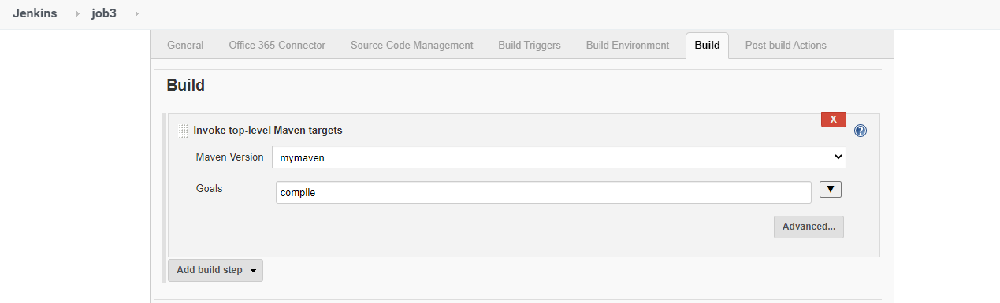 Jenkins job3
General Office 365 Connector Source Code Management Build Triggers Build Environment Build Post-build Actions
Build
X
Invoke top-level Maven targets ?
Maven Version mymaven
Goals compile ▼
Advanced...
Add build step